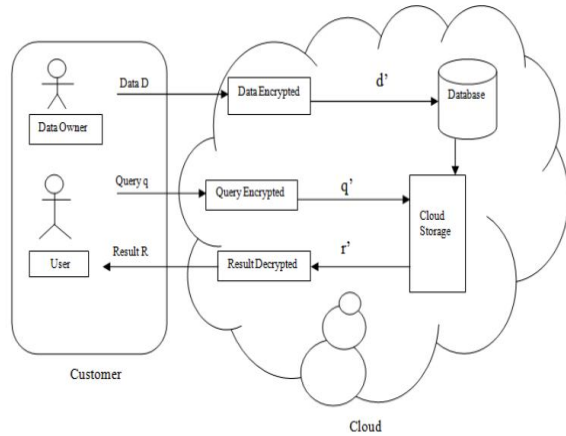 Data D
Data Encrypted
d’
Database
Data Owner
Query q
Query Encrypted
q’
Cloud
Storage
User
Result R
Result Decrypted
r’
Customer
Cloud